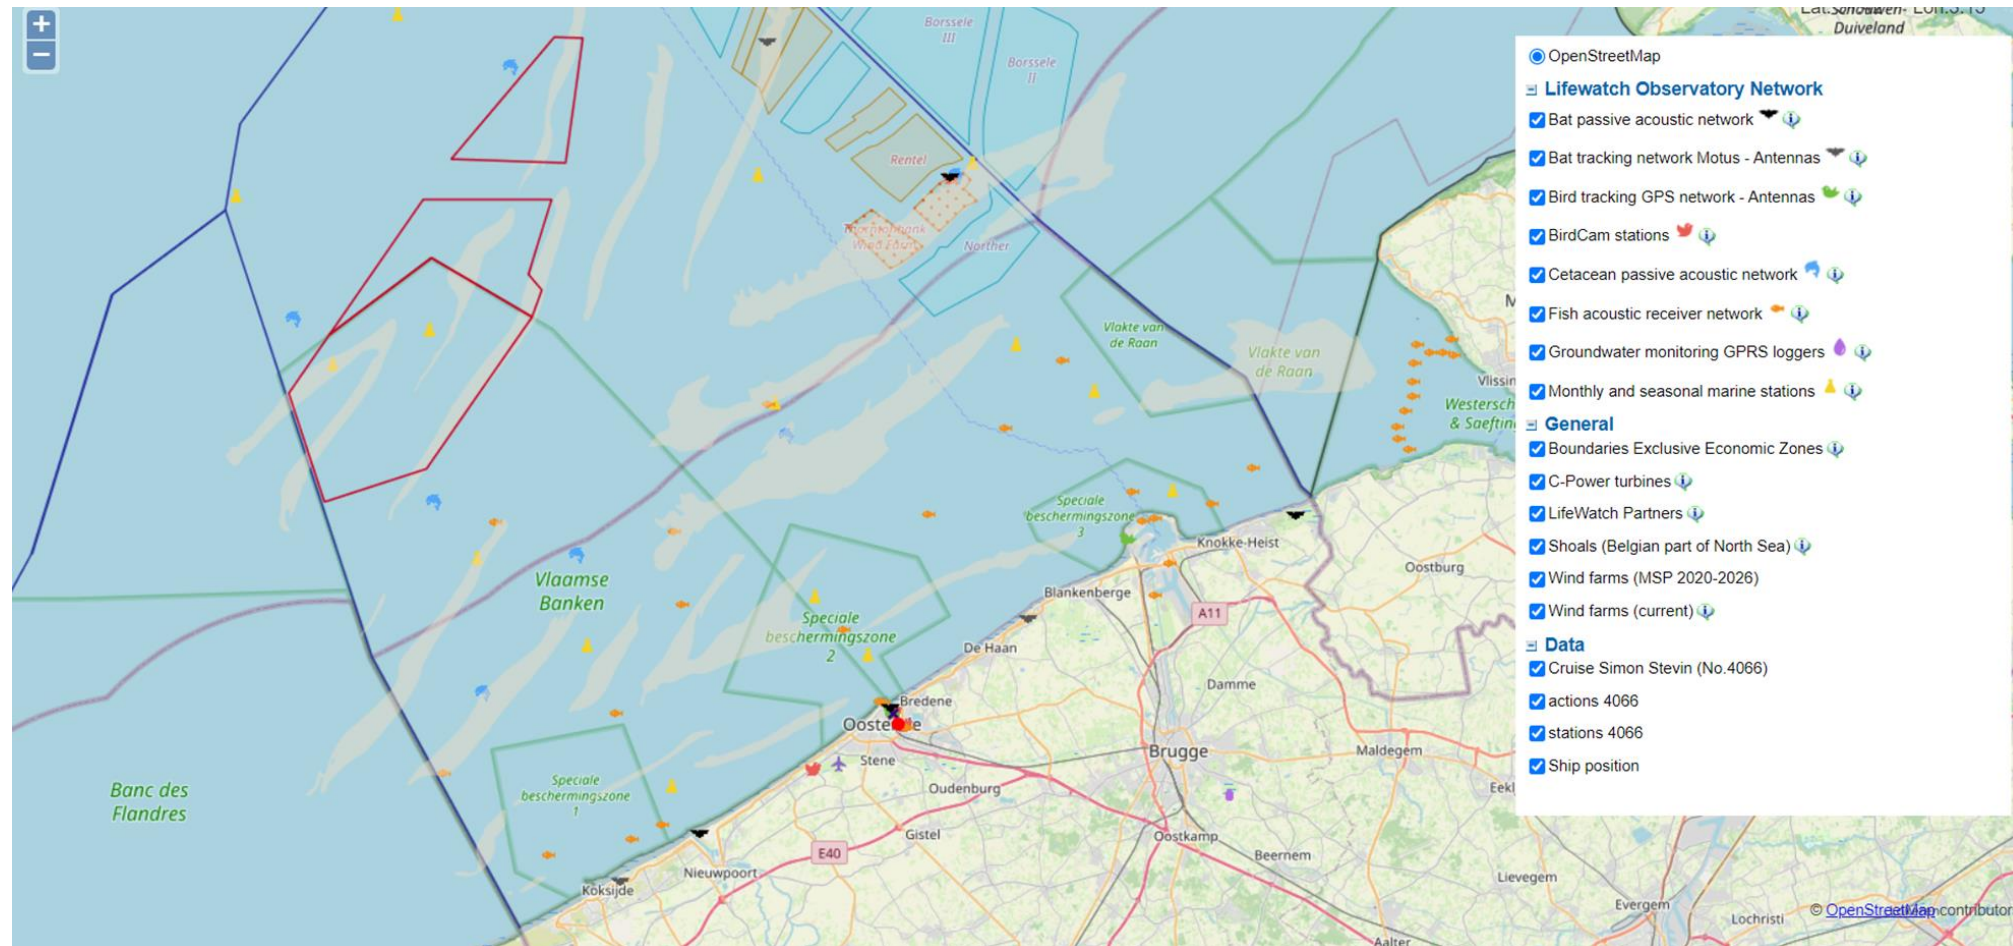 +
−
Borssele
III
Borssele
II
Rentel
Thorntonbank
Wind Farm
Norther
Vlakte van
de Raan
Vlakte van
de Raan
Speciale
beschermingszone
3
Vlaamse
Banken
Speciale
beschermingszone
2
Speciale
beschermingszone
1
Banc des
Flandres
Knokke-Heist
Oostburg
Blankenberge
A11
De Haan
Damme
Bredene
Stene
Brugge
Maldegem
Oudenburg
Gistel
Oostkamp
E40
Beernem
Nieuwpoort
Koksijde
Lievegem
Evergem
Lochristi
Aalter
Eekl
Vlissin
Westersch
& Saeftin
Duiveland
OpenStreetMap
Lifewatch Observatory Network
Bat passive acoustic network
Bat tracking network Motus - Antennas
Bird tracking GPS network - Antennas
BirdCam stations
Cetacean passive acoustic network
Fish acoustic receiver network
Groundwater monitoring GPRS loggers
Monthly and seasonal marine stations
General
Boundaries Exclusive Economic Zones
C-Power turbines
LifeWatch Partners
Shoals (Belgian part of North Sea)
Wind farms (MSP 2020-2026)
Wind farms (current)
Data
Cruise Simon Stevin (No.4066)
actions 4066
stations 4066
Ship position
© OpenStreetMap contributor